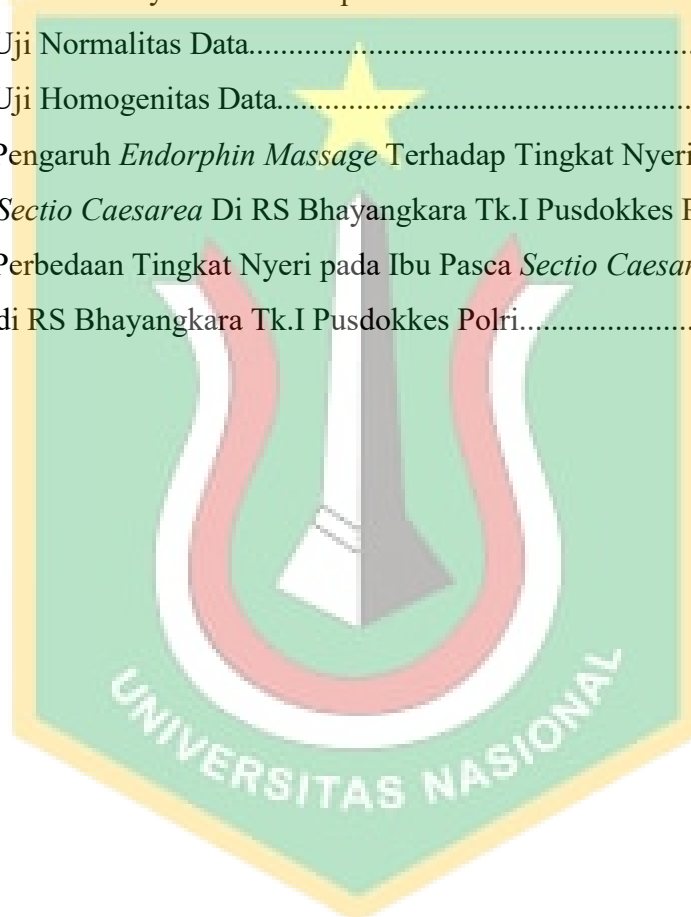 Uji Normalitas Data..............................................
Uji Homogenitas Data...........................................
Pengaruh Endorphin Massage Terhadap Tingkat Nyeri
Sectio Caesarea Di RS Bhayangkara Tk.I Pusdokkes
Perbedaan Tingkat Nyeri pada Ibu Pasca Sectio
di RS Bhayangkara Tk.I Pusdokkes Polri....................
UNIVERSITAS NASIONAL